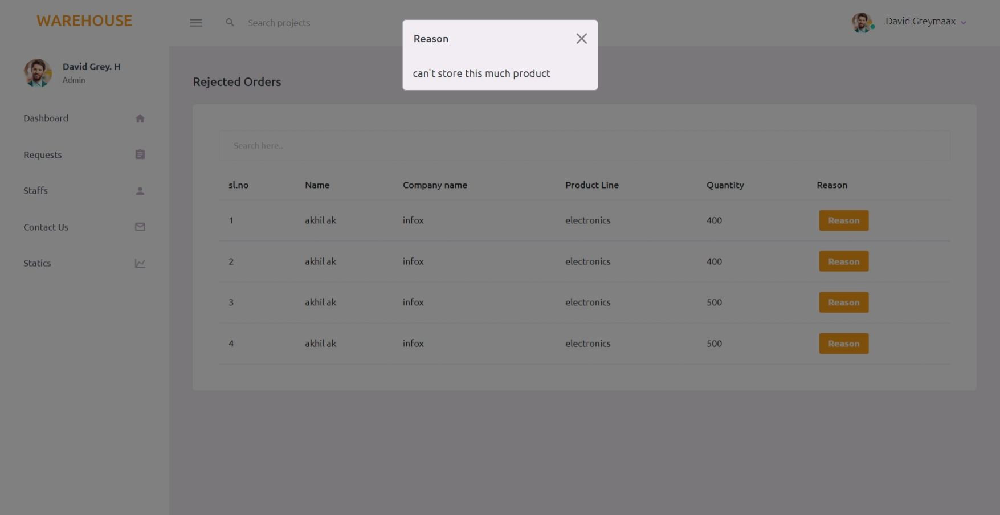 WAREHOUSE
Search projects
David Greymaax
Reason
can't store this much product
David Grey. H
Admin
Dashboard
Requests
Staffs
Contact Us
Statics
Rejected Orders
Search here..
sl.no Name Company name Product Line Quantity Reason
1 akhil ak infox electronics 400 Reason
2 akhil ak infox electronics 400 Reason
3 akhil ak infox electronics 500 Reason
4 akhil ak infox electronics 500 Reason